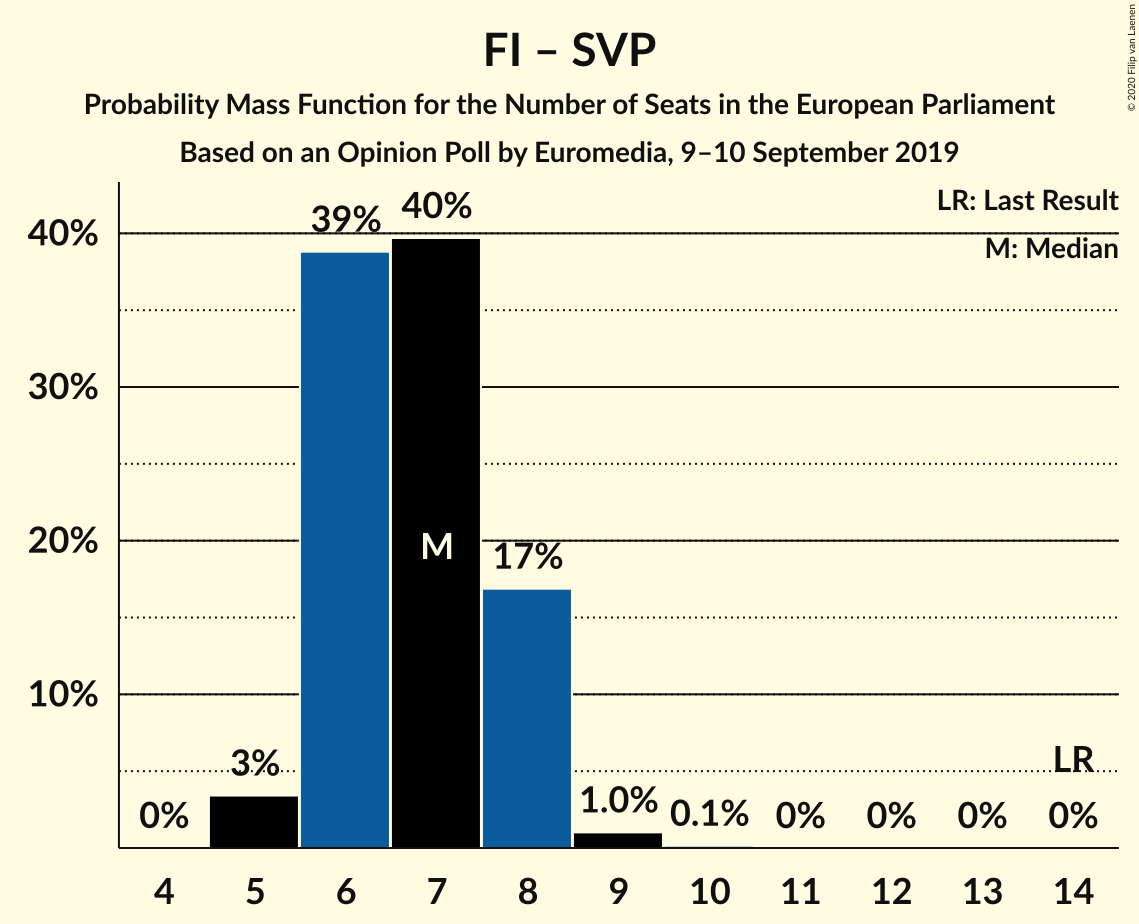 FI – SVP
Probability Mass Function for the Number of Seats in the European Parliament
Based on an Opinion Poll by Euromedia, 9–10 September 2019
© 2020 Filip van Laenen
LR: Last Result
M: Median
40%
30%
20%
10%
0%
3%
39%
40%
M
17%
1.0%
0.1%
0%
0%
0%
LR
0%
4 5 6 7 8 9 10 11 12 13 14